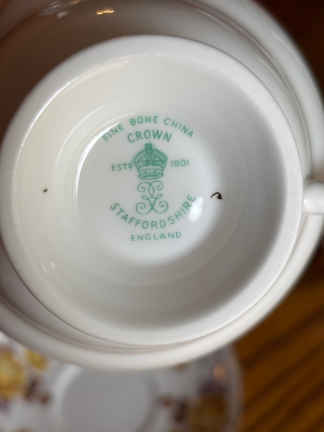 FINE BONE CHINA
CROWN
ESTD 1801
STAFFORDSHIRE
ENGLAND